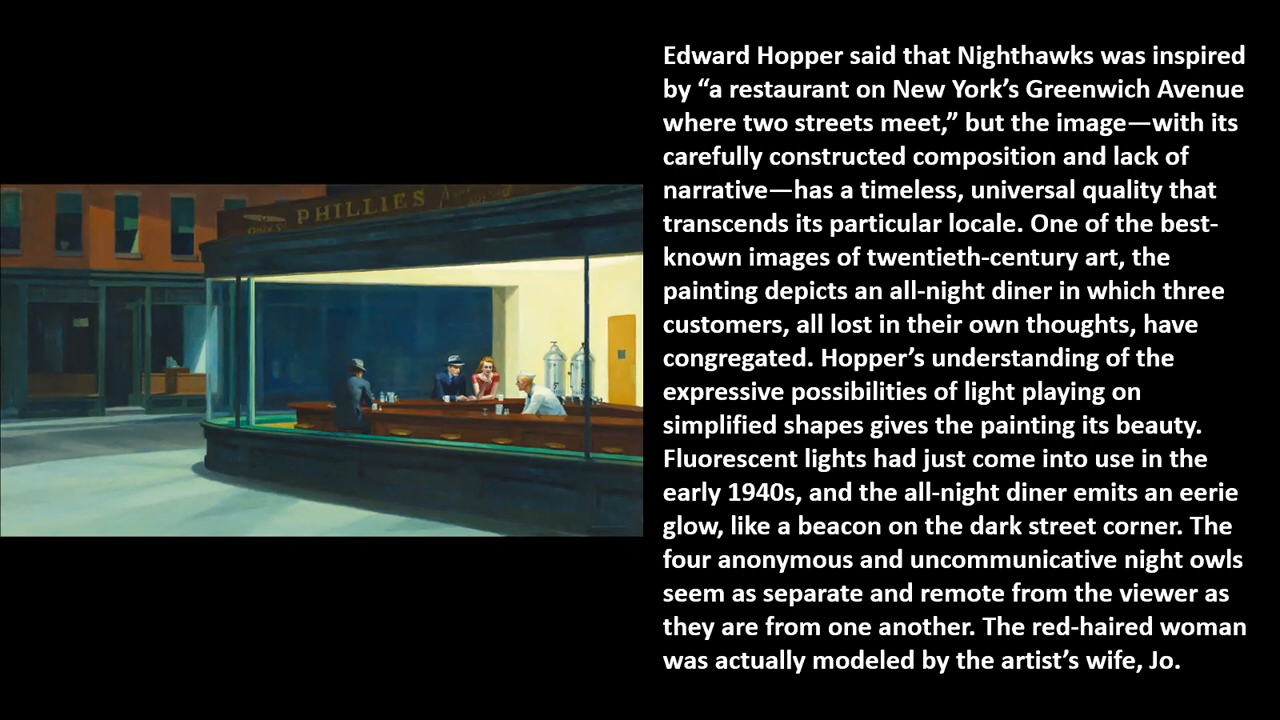 PHILLIES
Edward Hopper said that Nighthawks was inspired
by “a restaurant on New York’s Greenwich Avenue
where two streets meet,” but the image—with its
carefully constructed composition and lack of
narrative—has a timeless, universal quality that
transcends its particular locale. One of the best-
known images of twentieth-century art, the
painting depicts an all-night diner in which three
customers, all lost in their own thoughts, have
congregated. Hopper’s understanding of the
expressive possibilities of light playing on
simplified shapes gives the painting its beauty.
Fluorescent lights had just come into use in the
early 1940s, and the all-night diner emits an eerie
glow, like a beacon on the dark street corner. The
four anonymous and uncommunicative night owls
seem as separate and remote from the viewer as
they are from one another. The red-haired woman
was actually modeled by the artist’s wife, Jo.